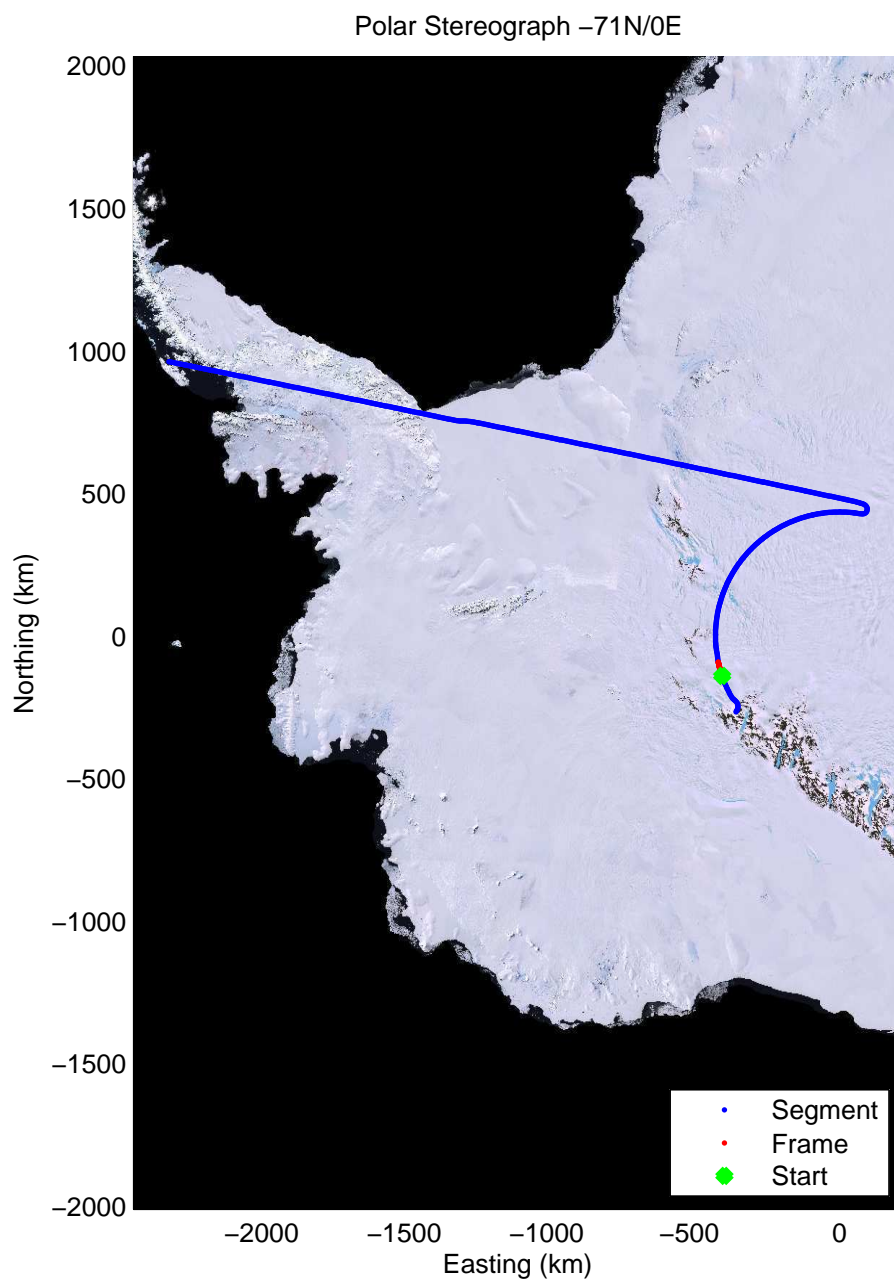 Polar Stereograph −71N/0E
2000
1500
1000
500
0
−500
−1000
−1500
−2000
Northing (km)
−2000 −1500 −1000 −500 0
Easting (km)
Segment
Frame
Start